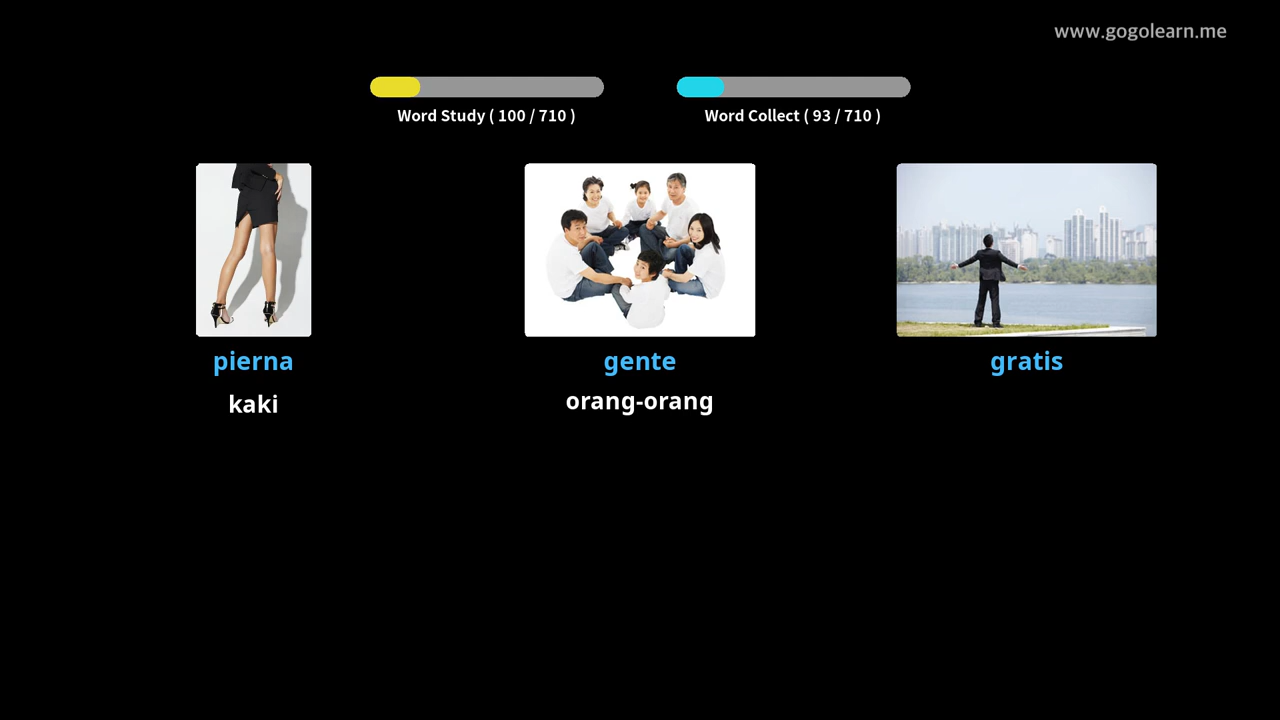 www.gogolearn.me
Word Study ( 100 / 710 )
Word Collect ( 93 / 710 )
pierna
gente
gratis
kaki
orang-orang